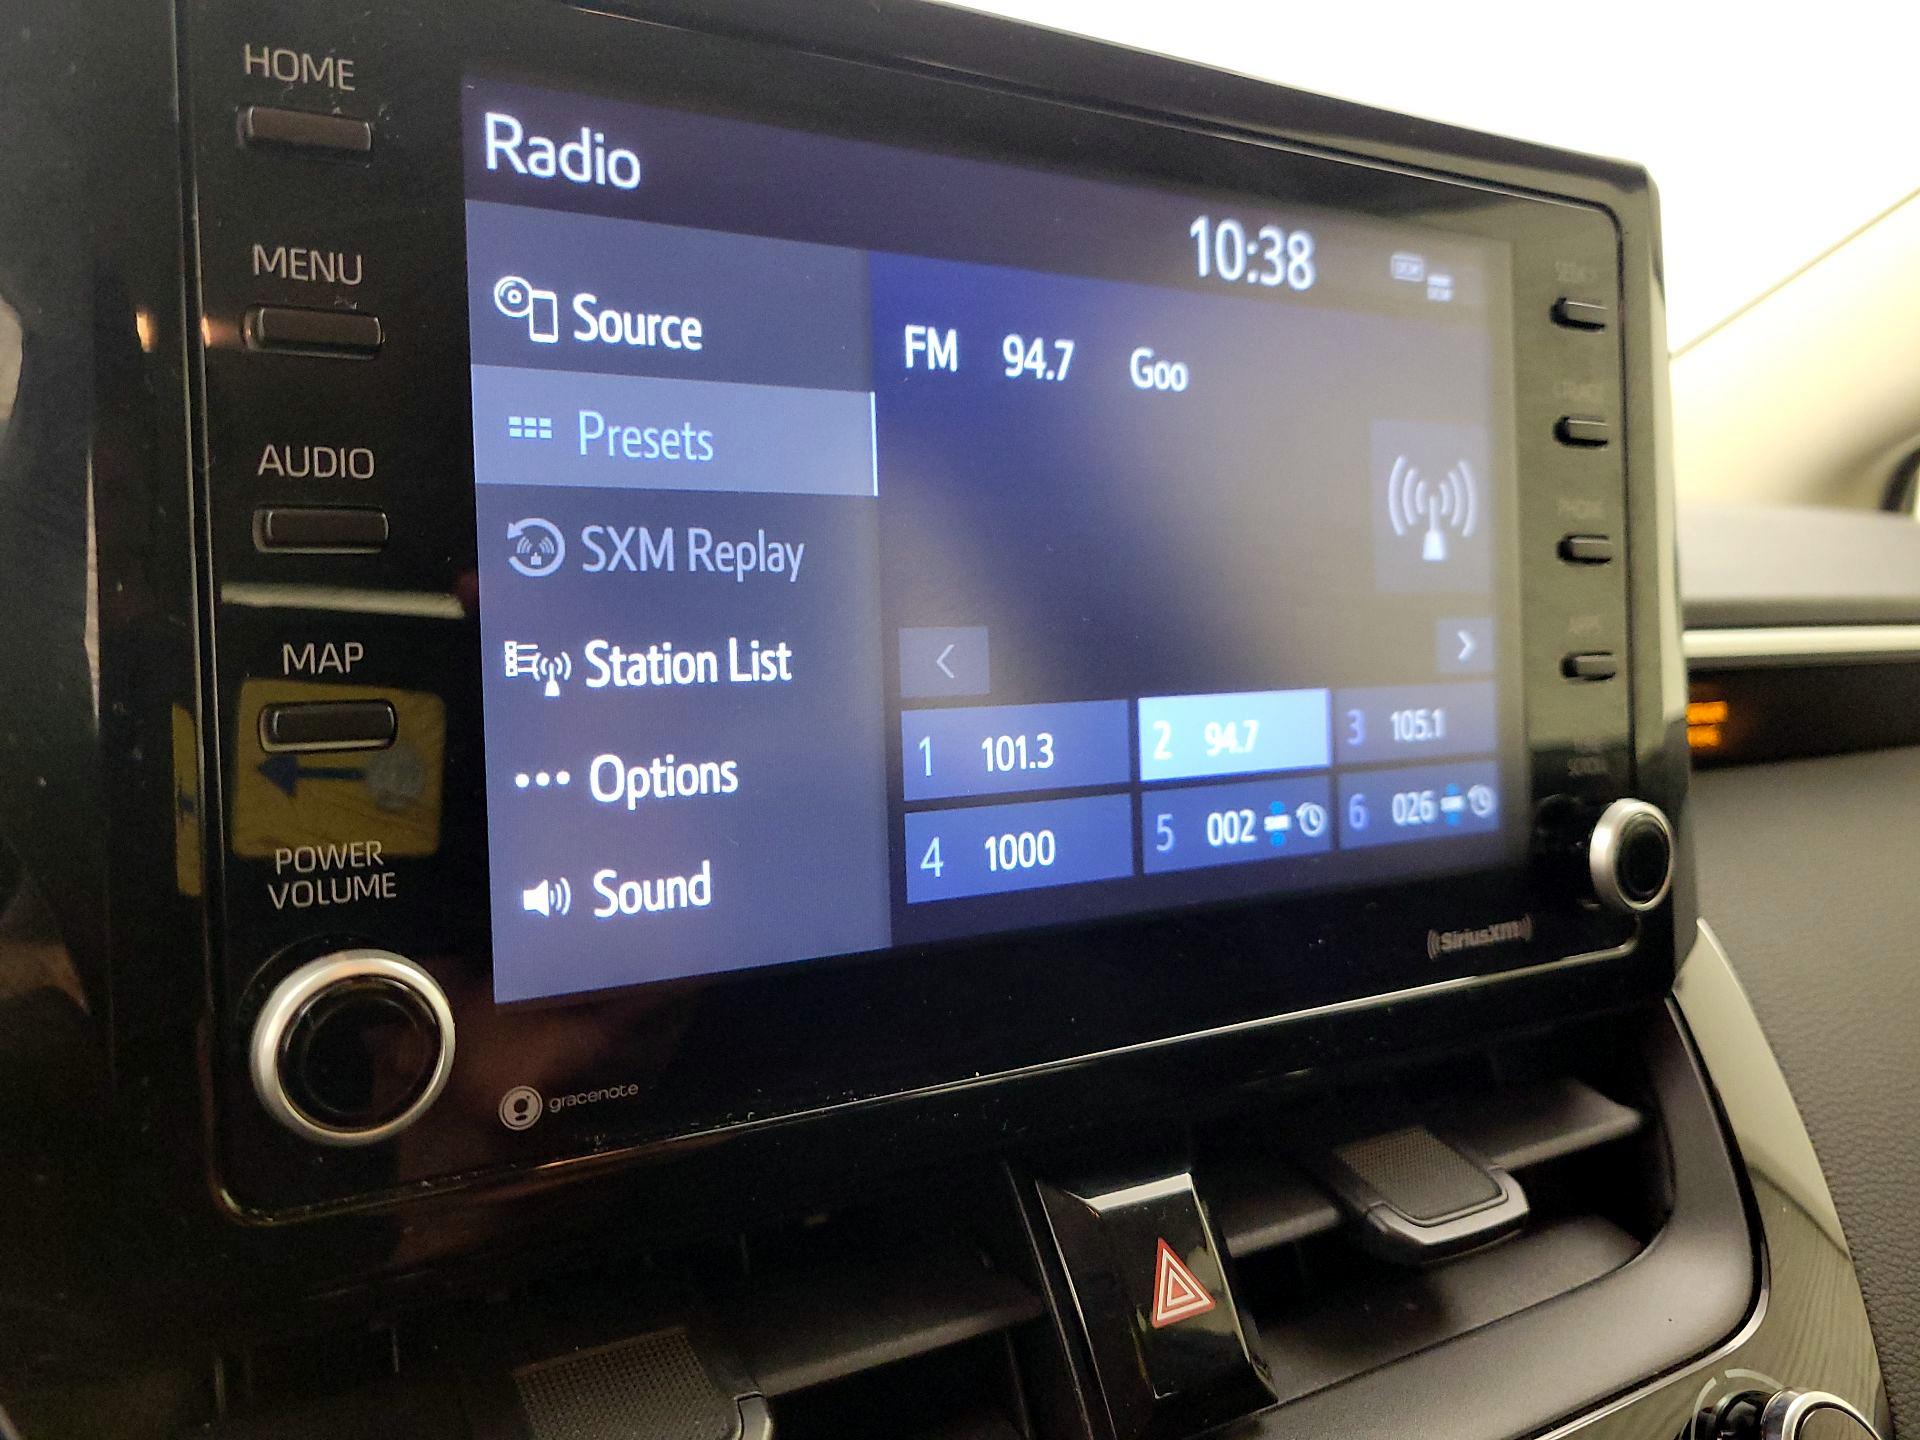 HOME
MENU
AUDIO
MAP
POWER
VOLUME
Radio
10:38
Source
Presets
SXM Replay
Station List
Options
Sound
FM 94.7 Goo
<
>
1 101.3
2 94.7
3 105.1
4 1000
5 002
6 026
SCROLL
gracenote
SiriusXM